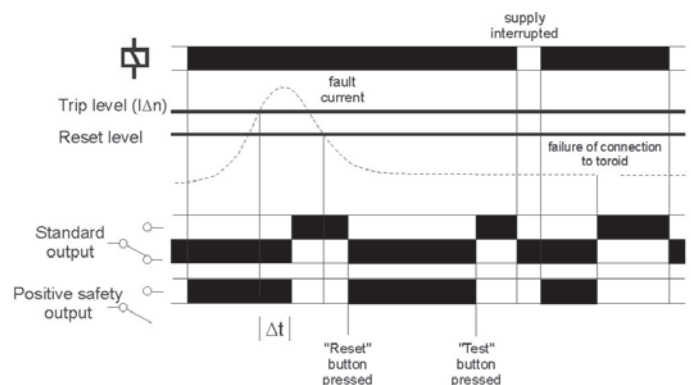 supply
interrupted
fault
current
Trip level (IΔn)
Reset level
failure of connection
to toroid
Standard
output
Positive safety
output
Δt
"Reset"
button
pressed
"Test"
button
pressed